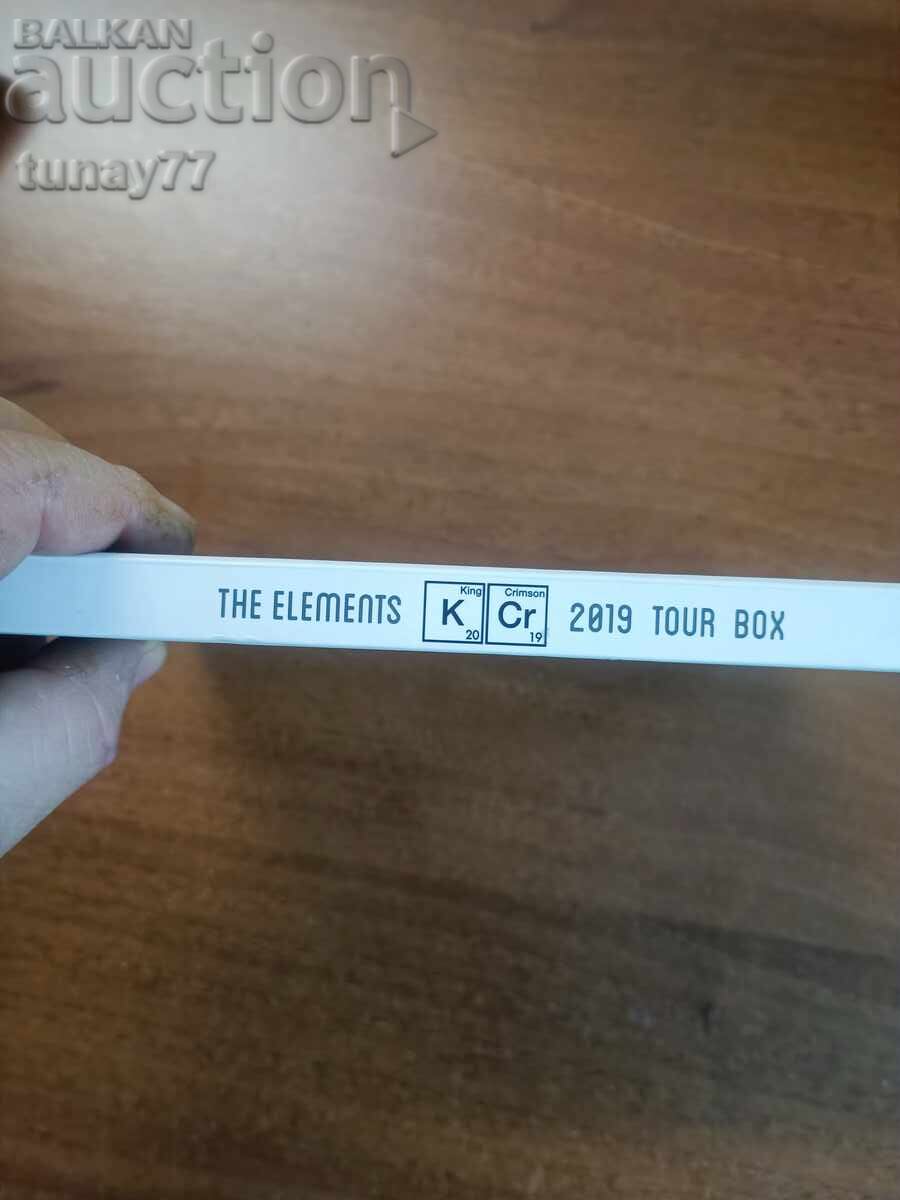 BALKAN
auction
tunay77
THE ELEMENTS King K 20 Crimson Cr 19 2019 TOUR BOX